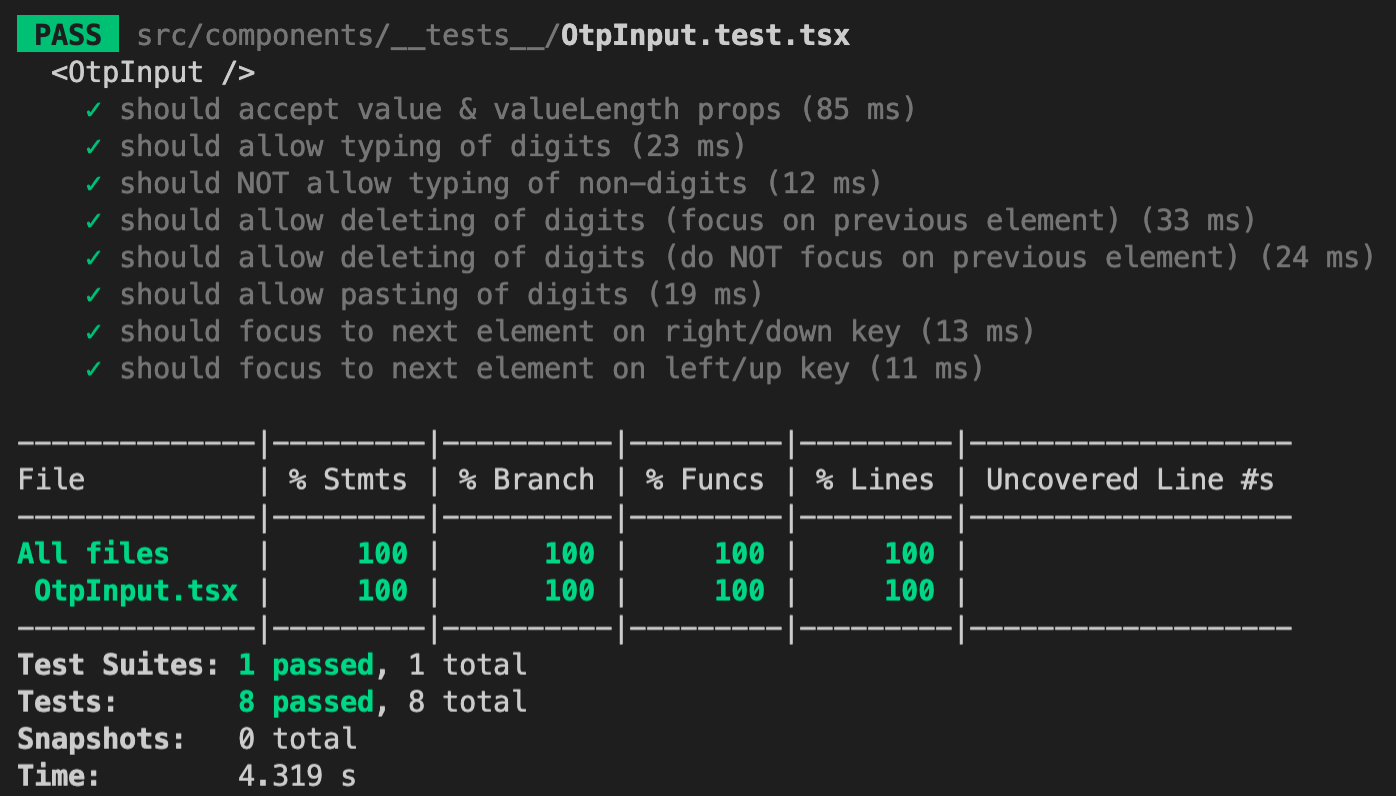 PASS src/components/__tests__/OtpInput.test.tsx
<OtpInput />
✓ should accept value & valueLength props (85 ms)
✓ should allow typing of digits (23 ms)
✓ should NOT allow typing of non-digits (12 ms)
✓ should allow deleting of digits (focus on previous element) (33 ms)
✓ should allow deleting of digits (do NOT focus on previous element) (24 ms)
✓ should allow pasting of digits (19 ms)
✓ should focus to next element on right/down key (13 ms)
✓ should focus to next element on left/up key (11 ms)
--------------|---------|----------|---------|---------|-------------------
File | % Stmts | % Branch | % Funcs | % Lines | Uncovered Line #s
--------------|---------|----------|---------|---------|-------------------
All files | 100 | 100 | 100 | 100 |
OtpInput.tsx | 100 | 100 | 100 | 100 |
--------------|---------|----------|---------|---------|-------------------
Test Suites: 1 passed, 1 total
Tests: 8 passed, 8 total
Snapshots: 0 total
Time: 4.319 s